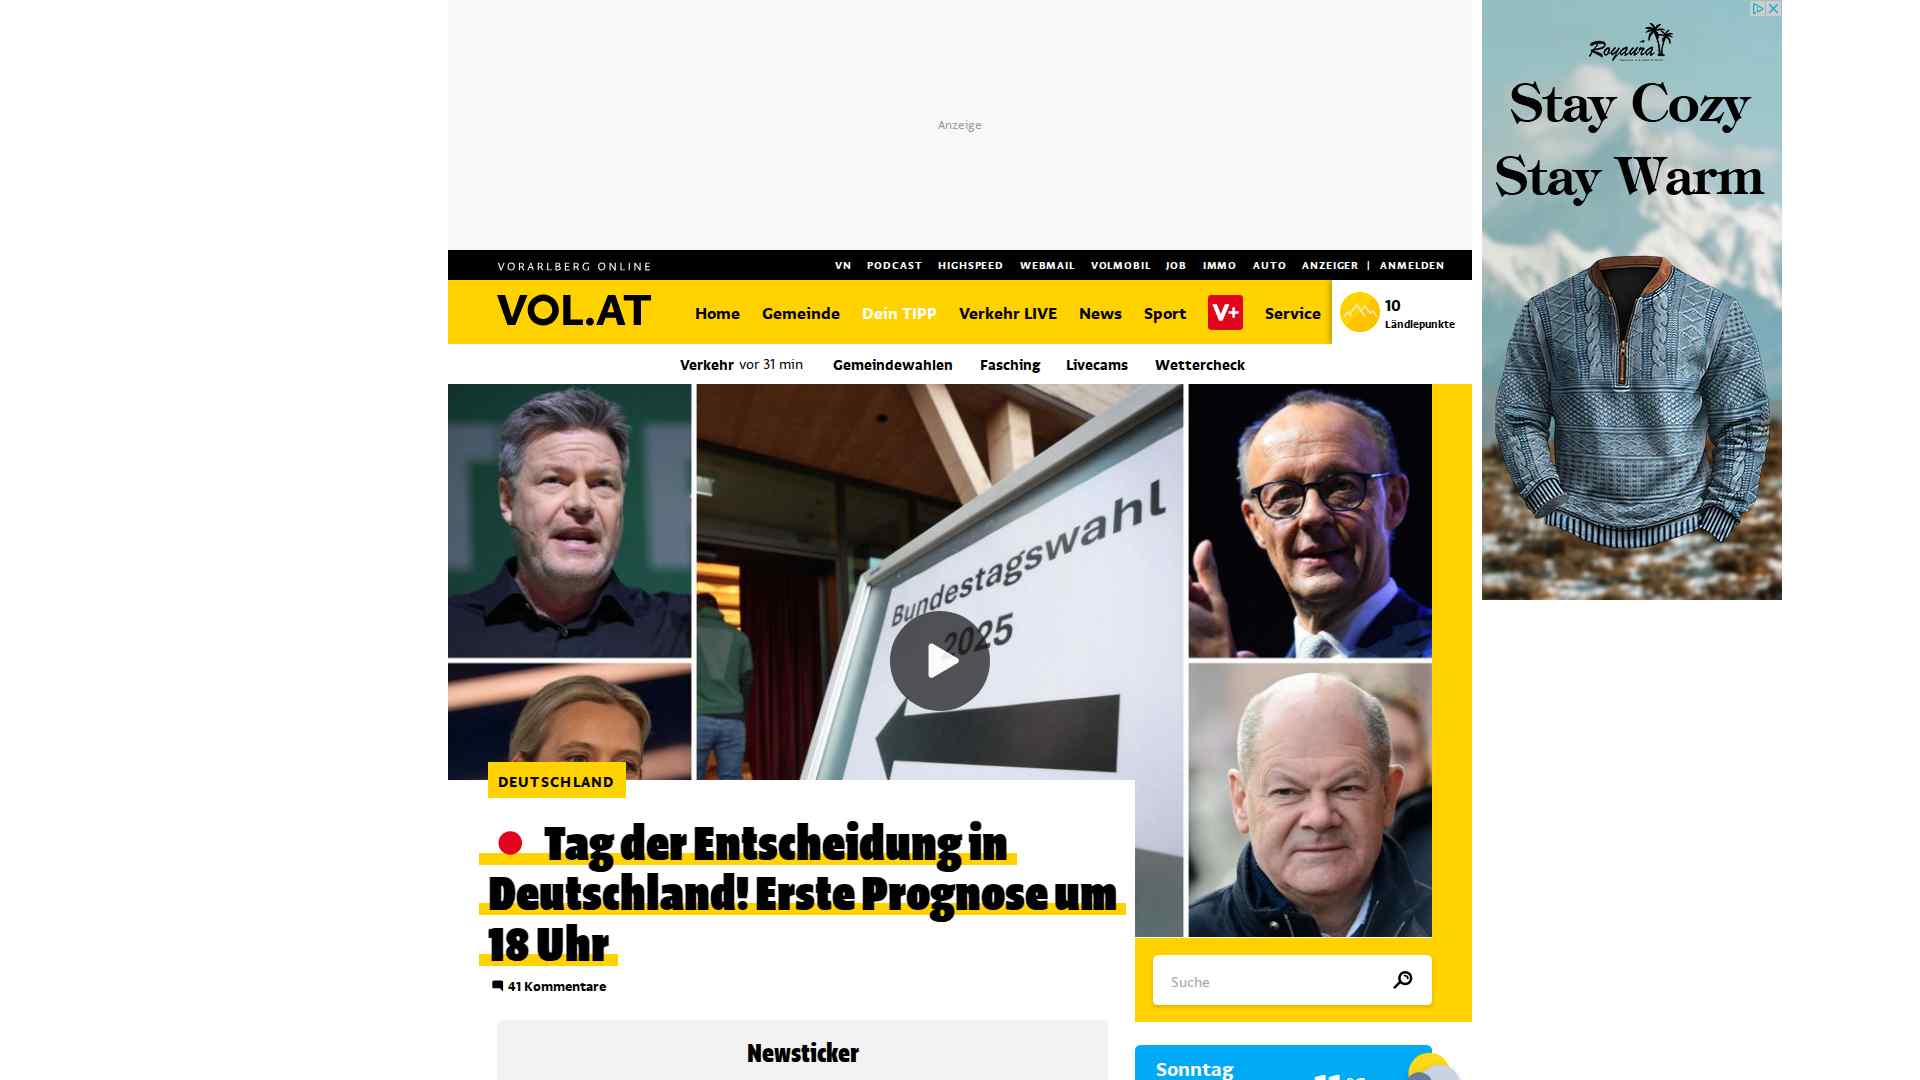 Anzeige
Royaura
Stay Cozy
Stay Warm
VORARLBERG ONLINE
VN PODCAST HIGHSPEED WEBMAIL VOLMOBIL JOB IMMO AUTO ANZEIGER | ANMELDEN
VOL.AT
Home Gemeinde Dein TIPP Verkehr LIVE News Sport V+ Service
10
Ländlepunkte
Verkehr vor 31 min Gemeindewahlen Fasching Livecams Wettercheck
Bundestagswahl
2025
DEUTSCHLAND
Tag der Entscheidung in
Deutschland! Erste Prognose um
18 Uhr
41 Kommentare
Suche
Newsticker
Sonntag